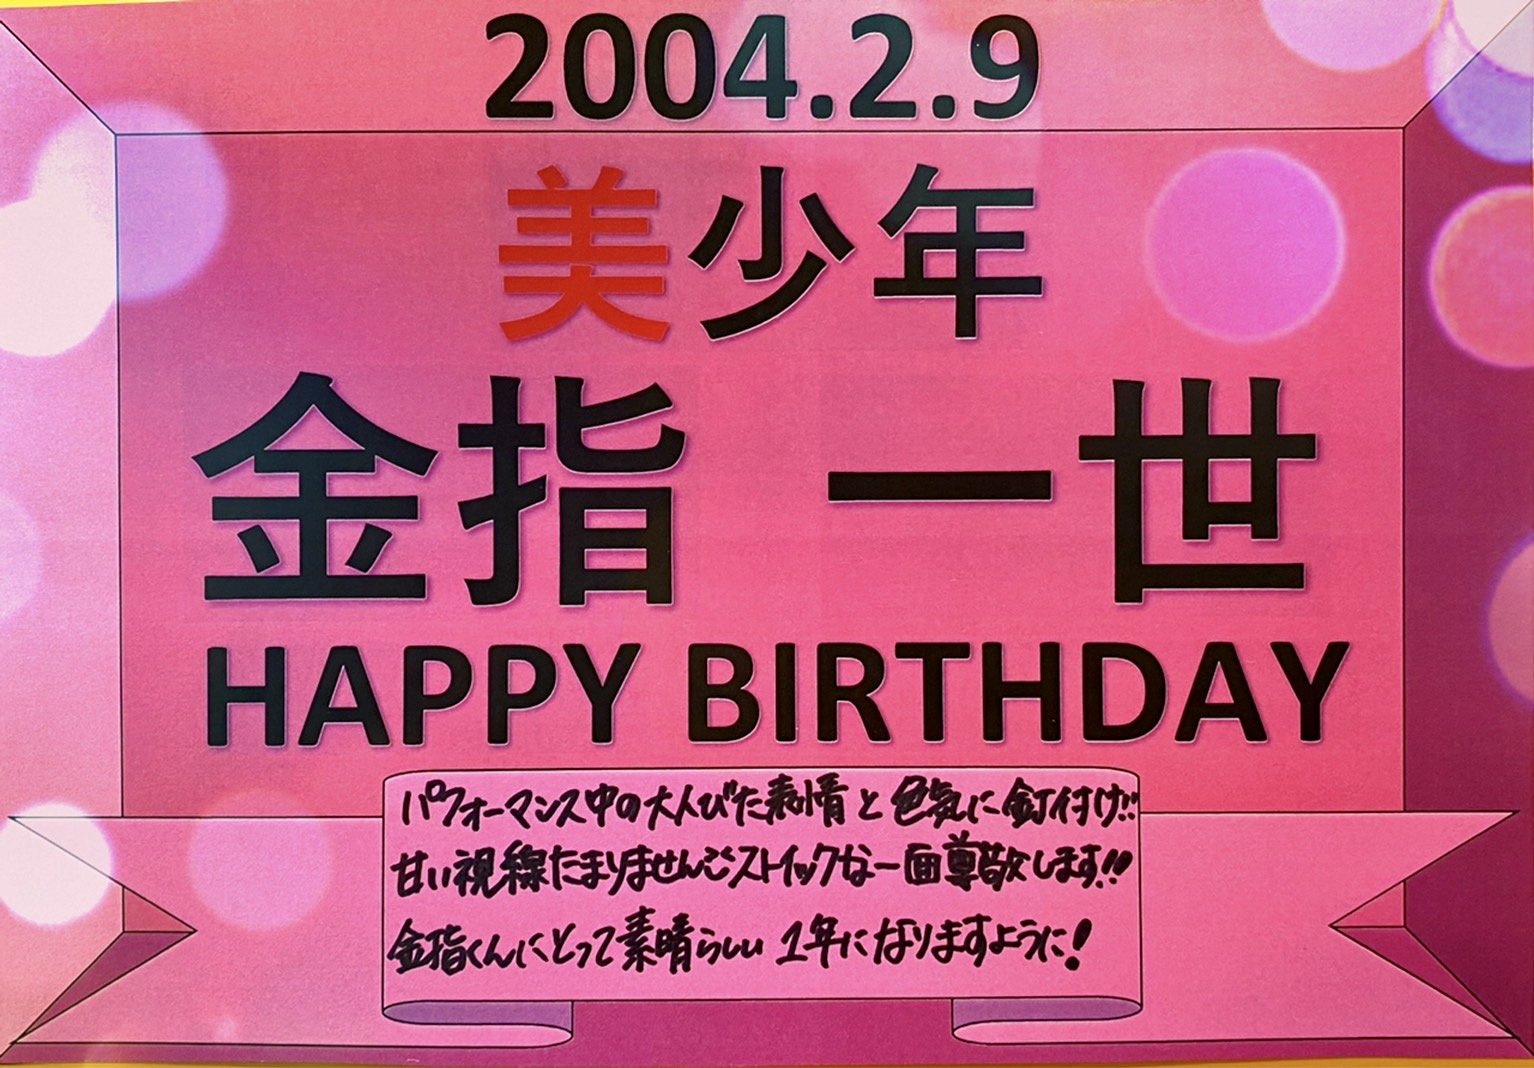 2004.2.9
美少年
金指 一世
HAPPY BIRTHDAY
パフォーマンス中の大人びた表情と色気に釘付け!!
甘い視線たまりませんっ ストイックな一面尊敬します!!
金指くんにとって素晴らしい1年になりますように!